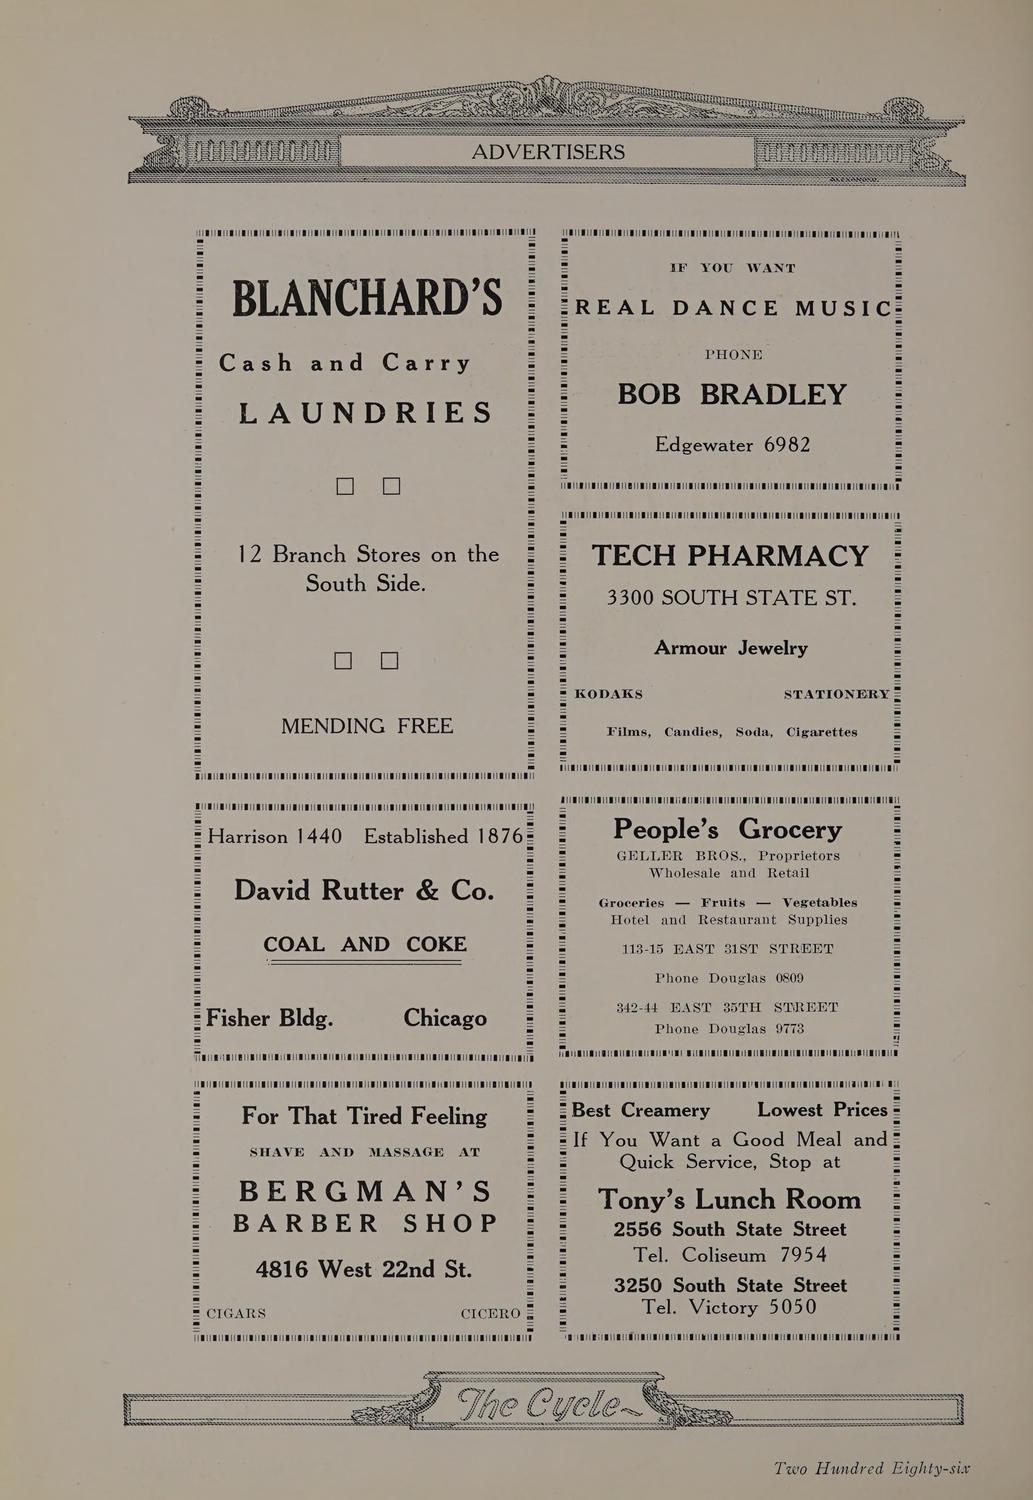 ADVERTISERS
ALEXANDER.
BLANCHARD'S
Cash and Carry
LAUNDRIES
12 Branch Stores on the
South Side.
MENDING FREE
IF YOU WANT
REAL DANCE MUSIC
PHONE
BOB BRADLEY
Edgewater 6982
TECH PHARMACY
3300 SOUTH STATE ST.
Armour Jewelry
KODAKS STATIONERY
Films, Candies, Soda, Cigarettes
Harrison 1440 Established 1876
David Rutter & Co.
COAL AND COKE
Fisher Bldg. Chicago
People's Grocery
GELLER BROS., Proprietors
Wholesale and Retail
Groceries — Fruits — Vegetables
Hotel and Restaurant Supplies
113-15 EAST 31ST STREET
Phone Douglas 0809
342-44 EAST 35TH STREET
Phone Douglas 9773
For That Tired Feeling
SHAVE AND MASSAGE AT
BERGMAN'S
BARBER SHOP
4816 West 22nd St.
CIGARS CICERO
Best Creamery Lowest Prices
If You Want a Good Meal and
Quick Service, Stop at
Tony's Lunch Room
2556 South State Street
Tel. Coliseum 7954
3250 South State Street
Tel. Victory 5050
The Cycle
Two Hundred Eighty-six